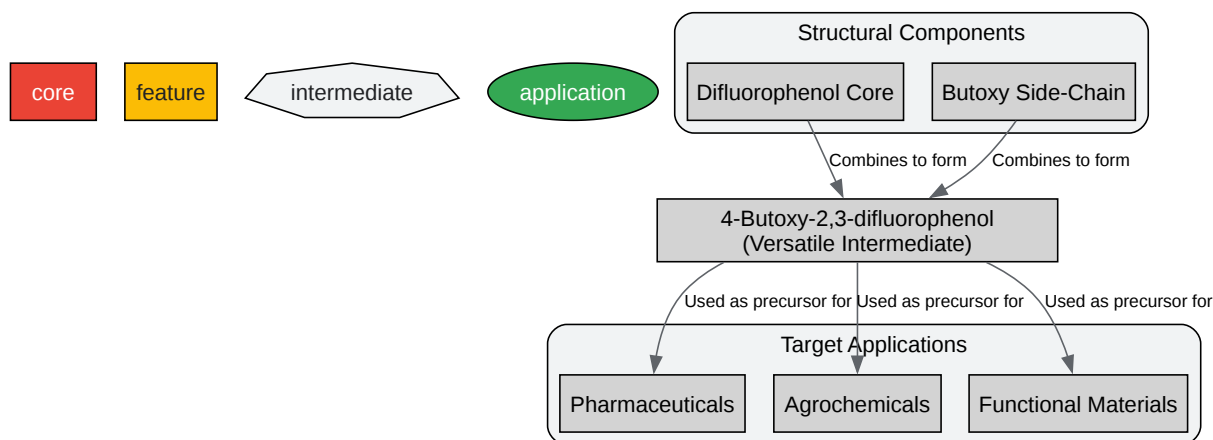 Structural Components
core
feature
intermediate
application
Difluorophenol Core
Butoxy Side-Chain
Combines to form
Combines to form
4-Butoxy-2,3-difluorophenol
(Versatile Intermediate)
Used as precursor for
Used as precursor for
Used as precursor for
Target Applications
Pharmaceuticals
Agrochemicals
Functional Materials